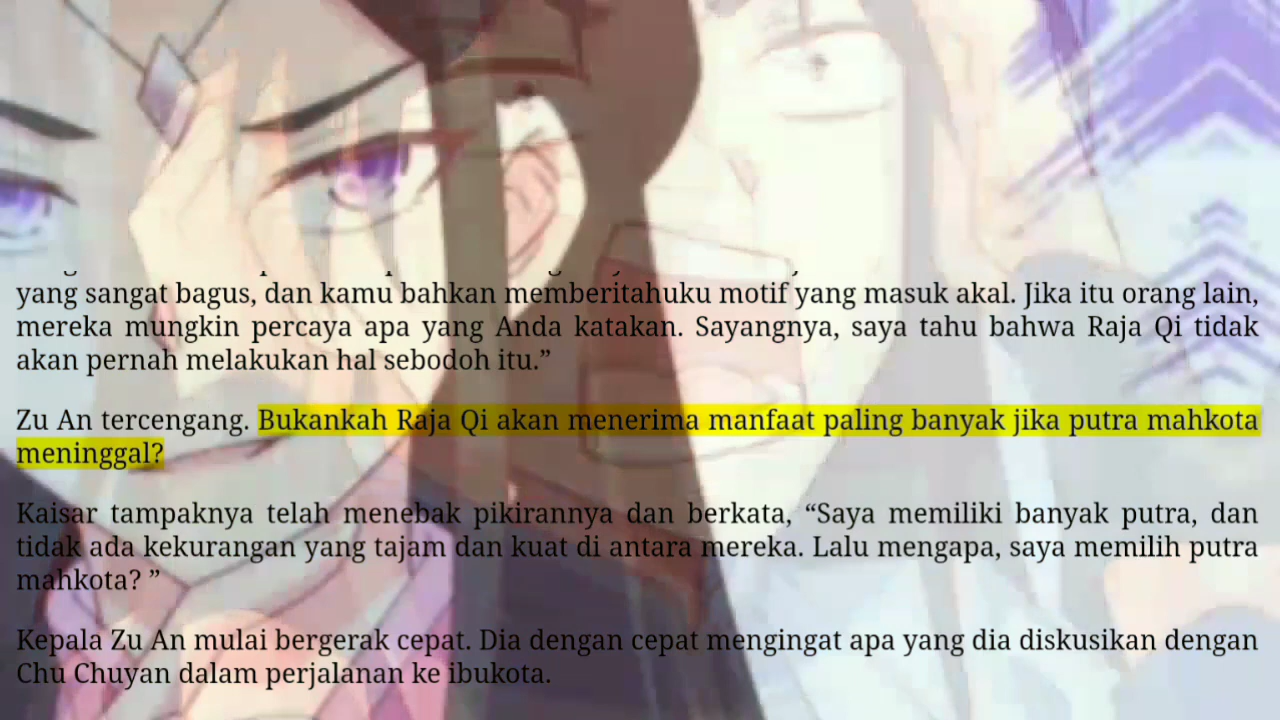 yang sangat bagus, dan kamu bahkan memberitahuku motif yang masuk akal. Jika itu orang lain,
mereka mungkin percaya apa yang Anda katakan. Sayangnya, saya tahu bahwa Raja Qi tidak
akan pernah melakukan hal sebodoh itu.”
Zu An tercengang. Bukankah Raja Qi akan menerima manfaat paling banyak jika putra mahkota
meninggal?
Kaisar tampaknya telah menebak pikirannya dan berkata, “Saya memiliki banyak putra, dan
tidak ada kekurangan yang tajam dan kuat di antara mereka. Lalu mengapa, saya memilih putra
mahkota? ”
Kepala Zu An mulai bergerak cepat. Dia dengan cepat mengingat apa yang dia diskusikan dengan
Chu Chuyan dalam perjalanan ke ibukota.